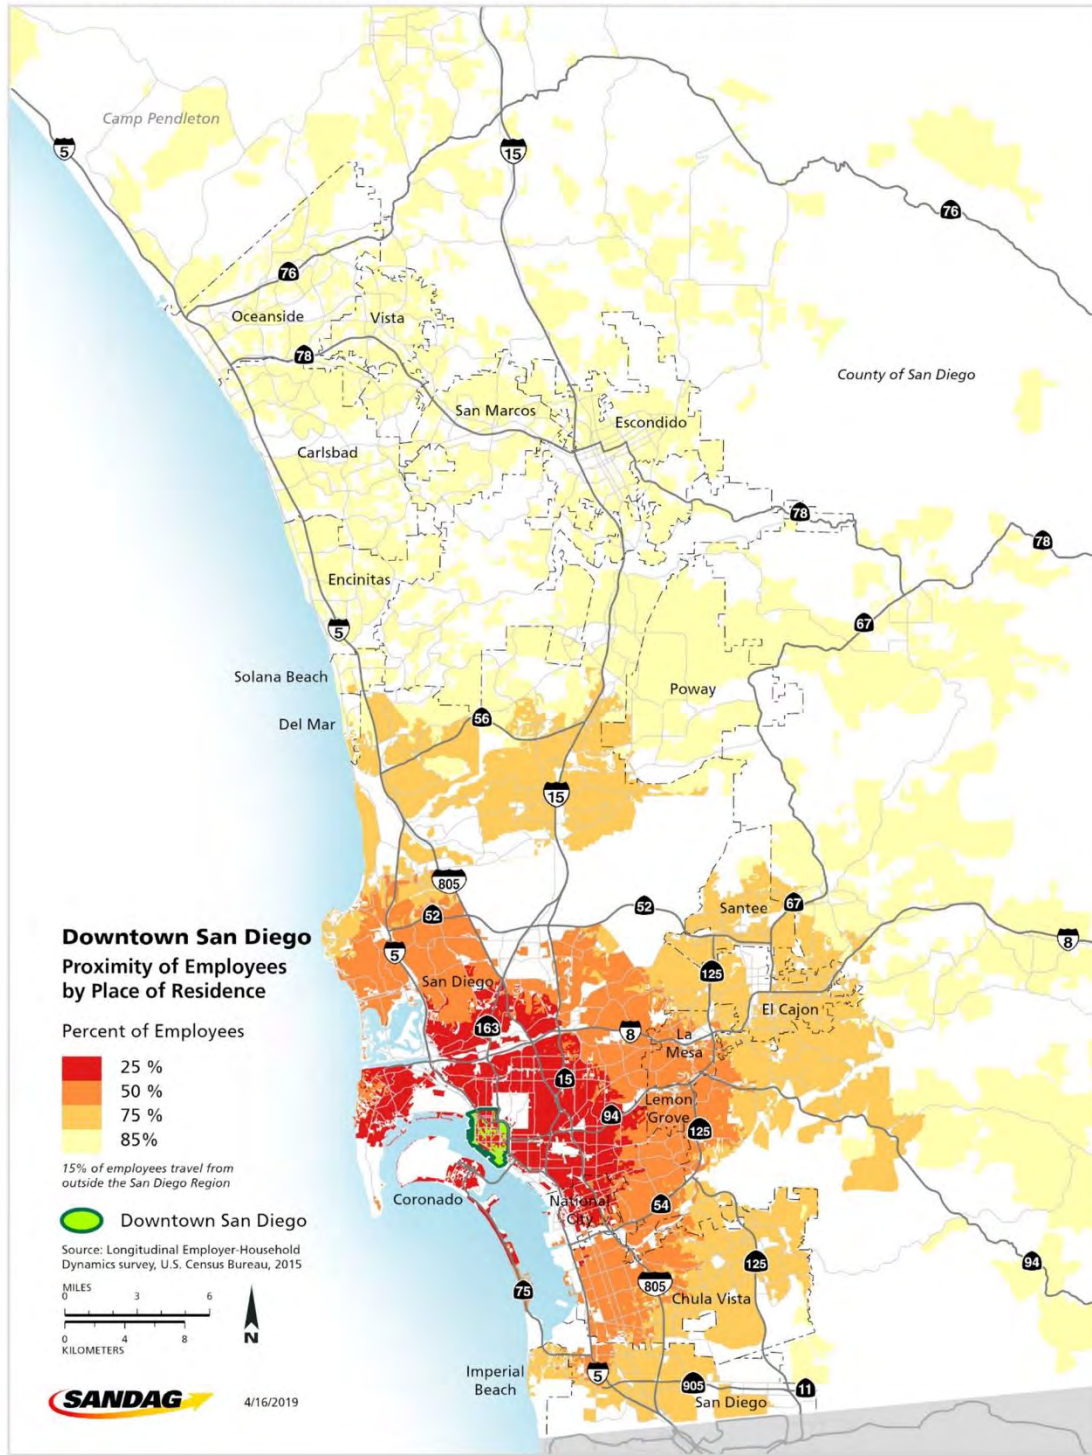 Camp Pendleton
5
15
76
76
Oceanside
Vista
78
County of San Diego
San Marcos
Escondido
Carlsbad
78
78
Encinitas
5
67
Solana Beach
Poway
Del Mar
56
15
805
52
52
Santee
67
8
5
125
San Diego
El Cajon
163
8
La
Mesa
15
94
Lemon
Grove
125
Coronado
National
City
54
94
125
75
805
Chula Vista
Imperial
Beach
5
905
11
San Diego
Downtown San Diego
Proximity of Employees
by Place of Residence
Percent of Employees
25 %
50 %
75 %
85%
15% of employees travel from
outside the San Diego Region
Downtown San Diego
Source: Longitudinal Employer-Household
Dynamics survey, U.S. Census Bureau, 2015
MILES
0 3 6
0 4 8
KILOMETERS
N
SANDAG
4/16/2019